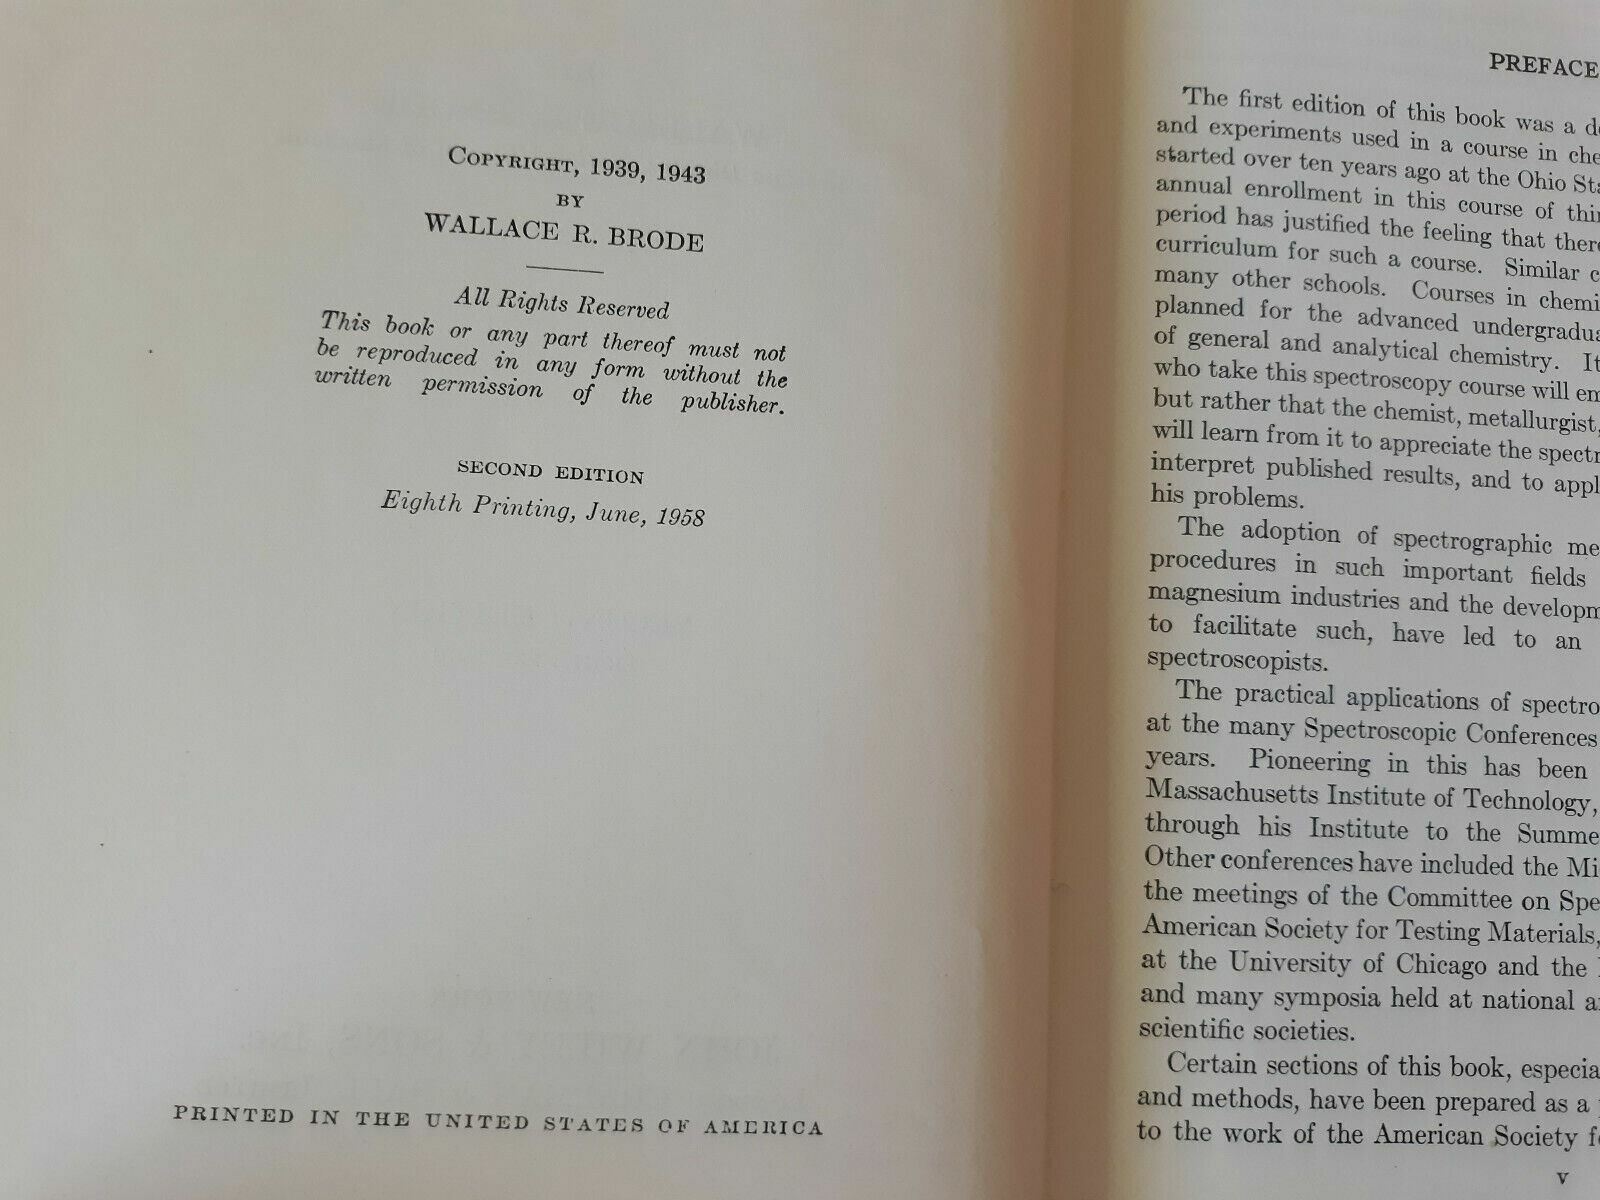 COPYRIGHT, 1939, 1943
BY
WALLACE R. BRODE
All Rights Reserved
This book or any part thereof must not
be reproduced in any form without the
written permission of the publisher.
SECOND EDITION
Eighth Printing, June, 1958
PRINTED IN THE UNITED STATES OF AMERICA
PREFACE
The first edition of this book was a
and experiments used in a course in
started over ten years ago at the Ohio
annual enrollment in this course of
period has justified the feeling that
curriculum for such a course. Similar
many other schools. Courses in
planned for the advanced
of general and analytical chemistry. It
who take this spectroscopy course will
but rather that the chemist, metallurgist,
will learn from it to appreciate the
interpret published results, and to
his problems.
The adoption of spectrographic
procedures in such important fields
magnesium industries and the
to facilitate such, have led to an
spectroscopists.
The practical applications of
at the many Spectroscopic Conferences
years. Pioneering in this has been
Massachusetts Institute of Technology,
through his Institute to the
Other conferences have included the
the meetings of the Committee on
American Society for Testing Materials,
at the University of Chicago and the
and many symposia held at national
scientific societies.
Certain sections of this book,
and methods, have been prepared as a
to the work of the American Society
v